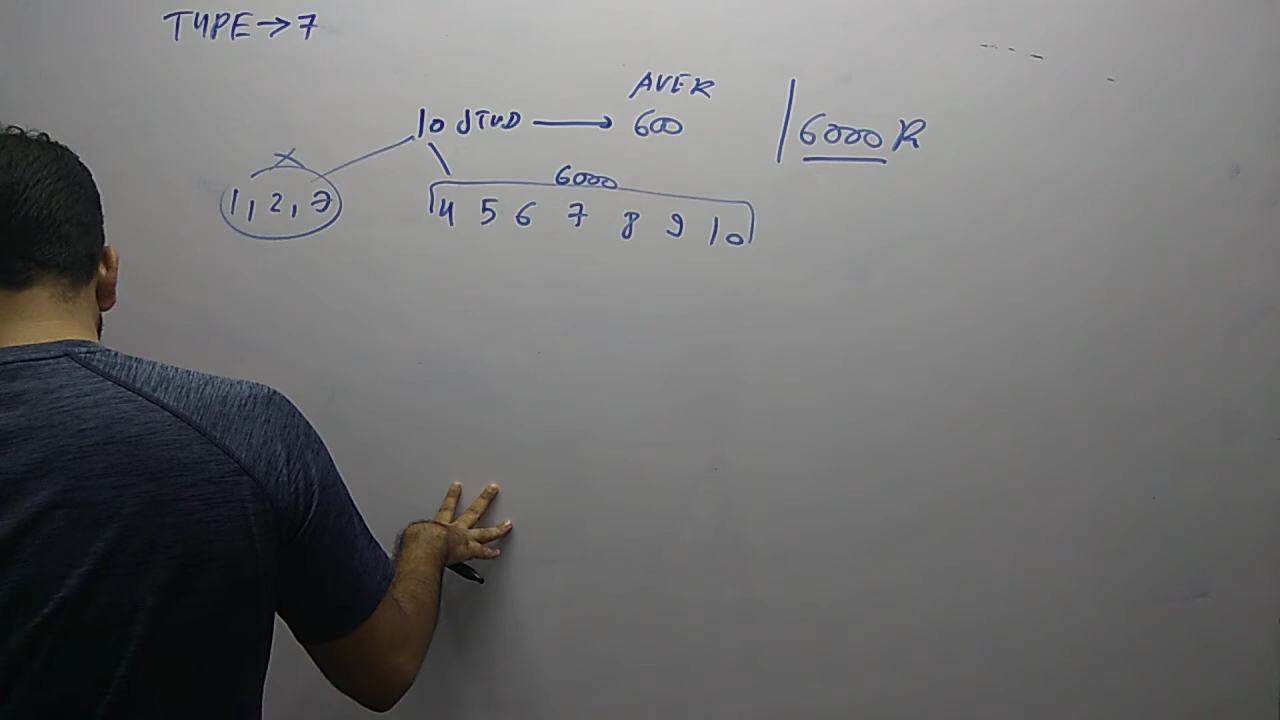 TYPE→7
AVER
10 STUD → 600
6000 R
6000
1, 2, 3
4 5 6 7 8 9 10